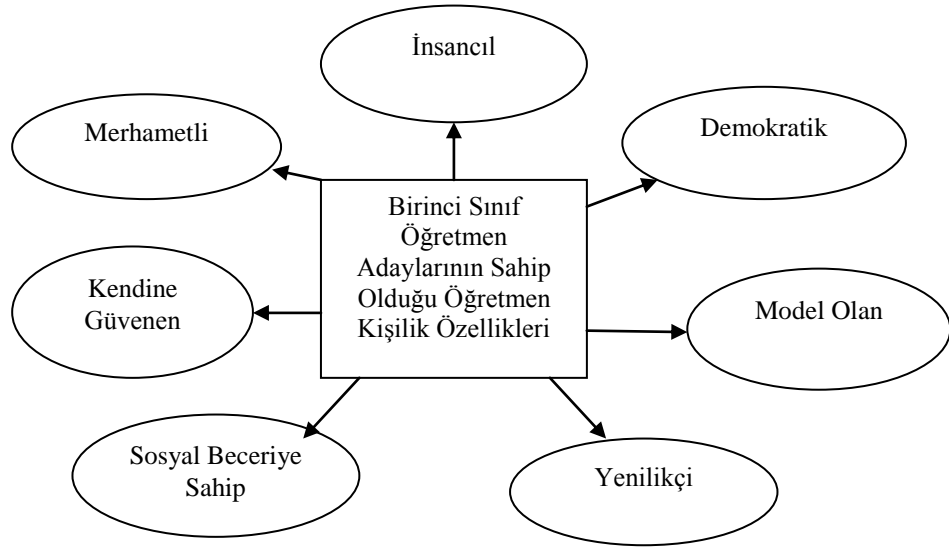 İnsancıl
Merhametli
Demokratik
Birinci Sınıf
Öğretmen
Adaylarının Sahip
Olduğu Öğretmen
Kişilik Özellikleri
Kendine
Güvenen
Model Olan
Sosyal Beceriye
Sahip
Yenilikçi